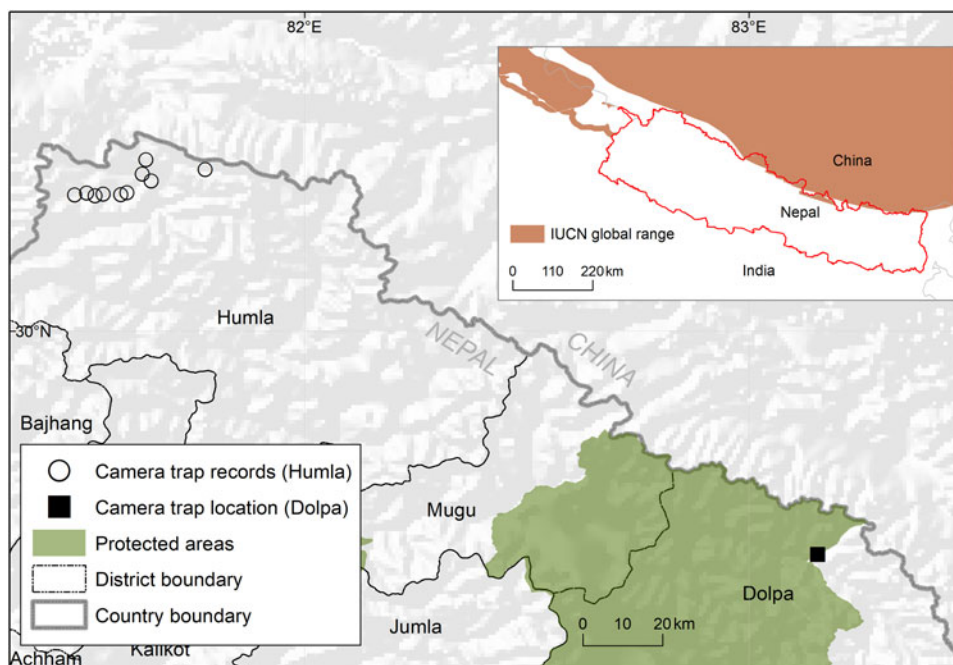 82°E
83°E
China
Nepal
IUCN global range
0 110 220 km
India
Humla
30°N
NEPAL
CHINA
Bajhang
Camera trap records (Humla)
Camera trap location (Dolpa)
Protected areas
District boundary
Country boundary
Mugu
Dolpa
0 10 20 km
Jumla
Kalikot
Achham